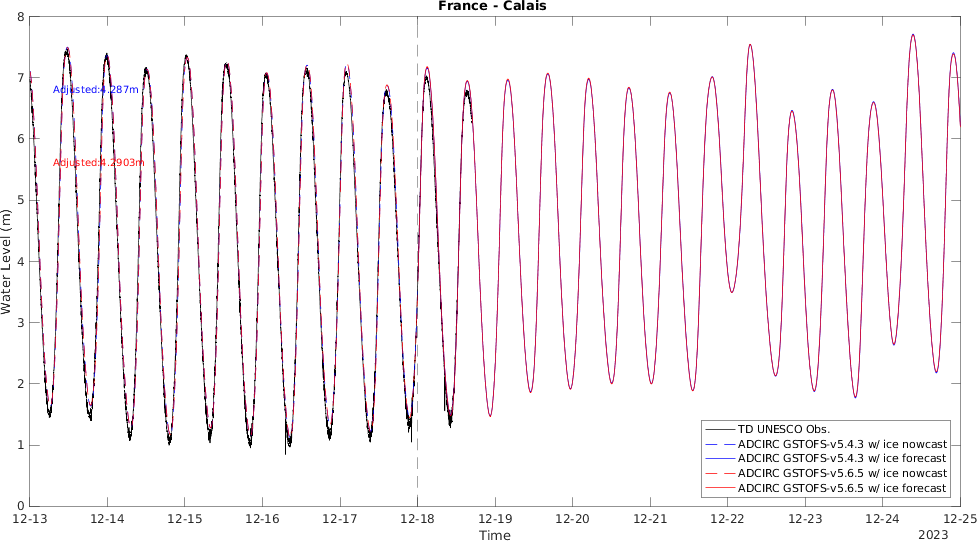 France - Calais
8
7
6
5
4
3
2
1
0
Water Level (m)
Adjusted:4.287m
Adjusted:4.2903m
TD UNESCO Obs.
ADCIRC GSTOFS-v5.4.3 w/ ice nowcast
ADCIRC GSTOFS-v5.4.3 w/ ice forecast
ADCIRC GSTOFS-v5.6.5 w/ ice nowcast
ADCIRC GSTOFS-v5.6.5 w/ ice forecast
12-13 12-14 12-15 12-16 12-17 12-18 12-19 12-20 12-21 12-22 12-23 12-24 12-25
Time
2023